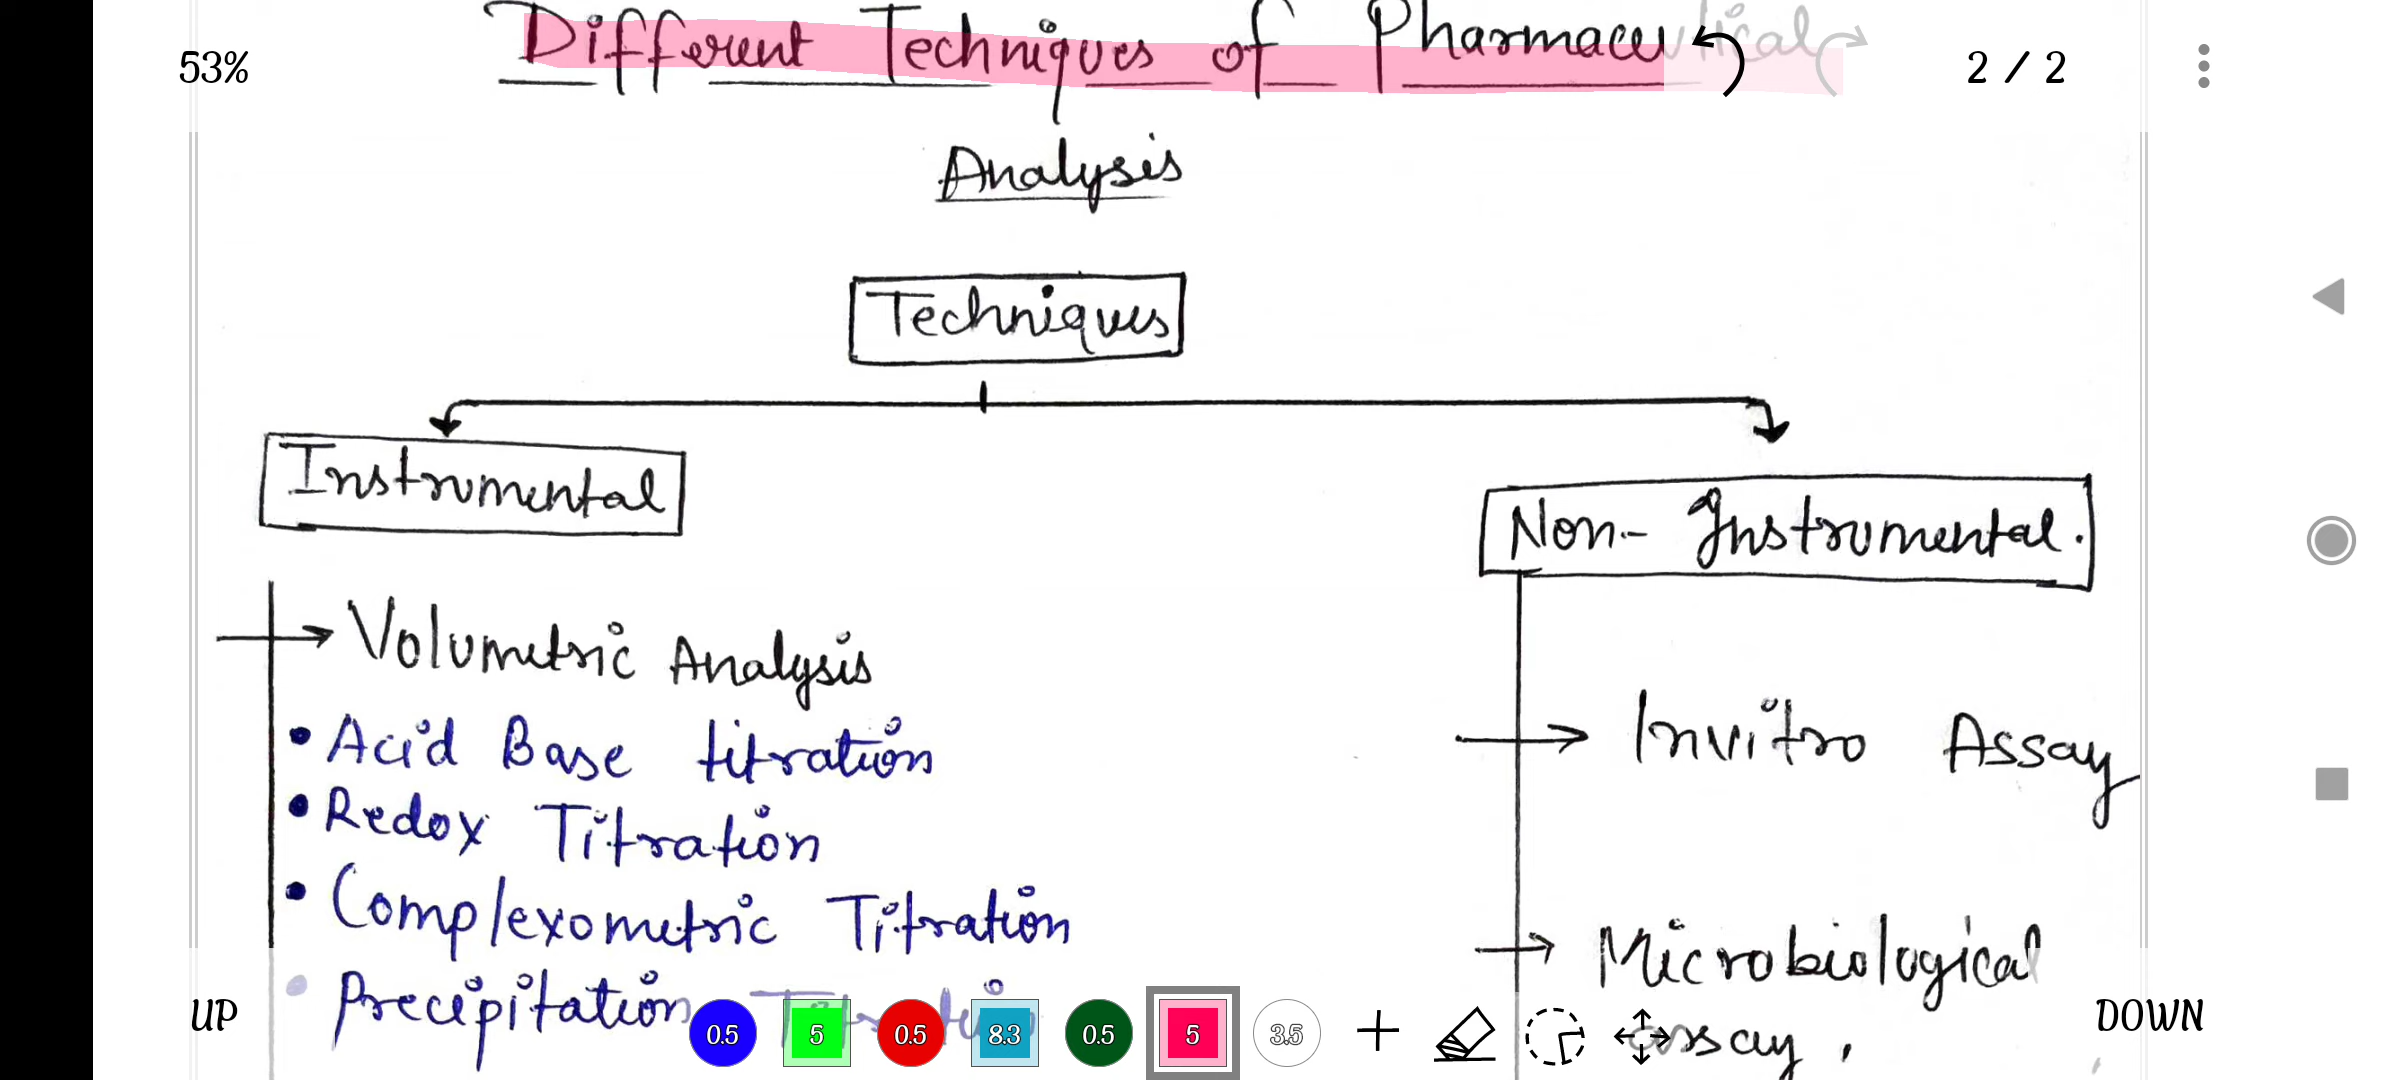 53%
Different Techniques of Pharmaceutical
2 / 2
Analysis
Techniques
Instrumental
Non- Instrumental.
→ Volumetric Analysis
• Acid Base titration
→ Invitro Assay
• Redox Titration
• Complexometric Titration
→ Microbiological
• Precipitation Titration
assay,
UP
0.5 5 0.5 8.3 0.5 5 3.5
DOWN